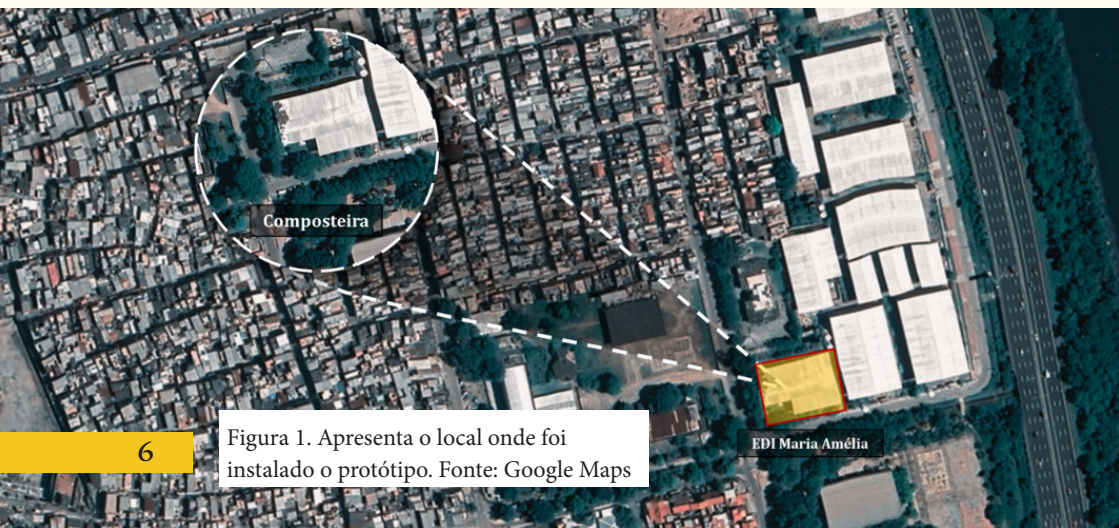 Composteira
EDI Maria Amélia
6
Figura 1. Apresenta o local onde foi
instalado o protótipo. Fonte: Google Maps